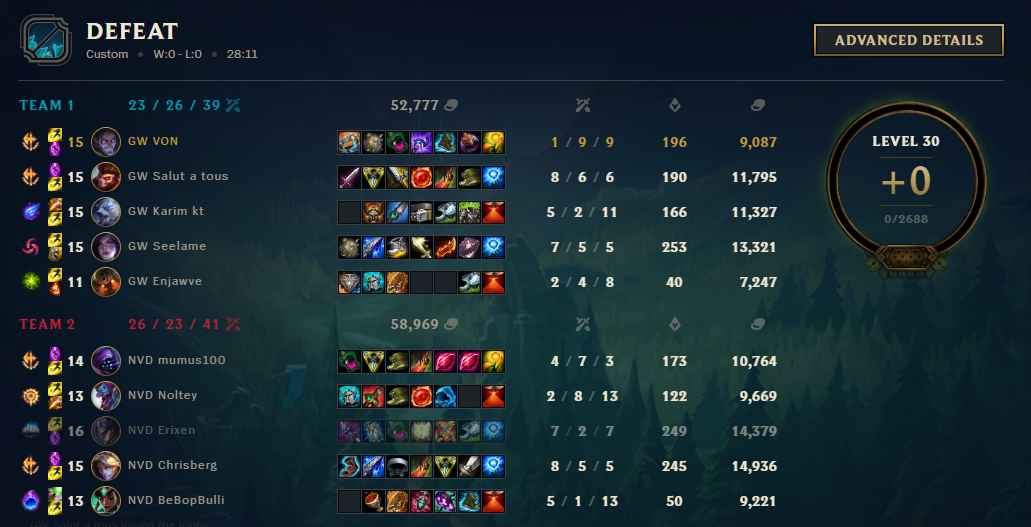 DEFEAT
Custom • W:0 - L:0 • 28:11
ADVANCED DETAILS
TEAM 1 23 / 26 / 39 52,777
15 GW VON 1 / 9 / 9 196 9,087
15 GW Salut a tous 8 / 6 / 6 190 11,795
15 GW Karim kt 5 / 2 / 11 166 11,327
15 GW Seelame 7 / 5 / 5 253 13,321
11 GW Enjawve 2 / 4 / 8 40 7,247
TEAM 2 26 / 23 / 41 58,969
14 NVD mumus100 4 / 7 / 3 173 10,764
13 NVD Noltey 2 / 8 / 13 122 9,669
16 NVD Erixen 7 / 2 / 7 249 14,379
15 NVD Chrisberg 8 / 5 / 5 245 14,936
13 NVD BeBopBulli 5 / 1 / 13 50 9,221
LEVEL 30
+0
0/2688
GW Salut a tous joined the lobby